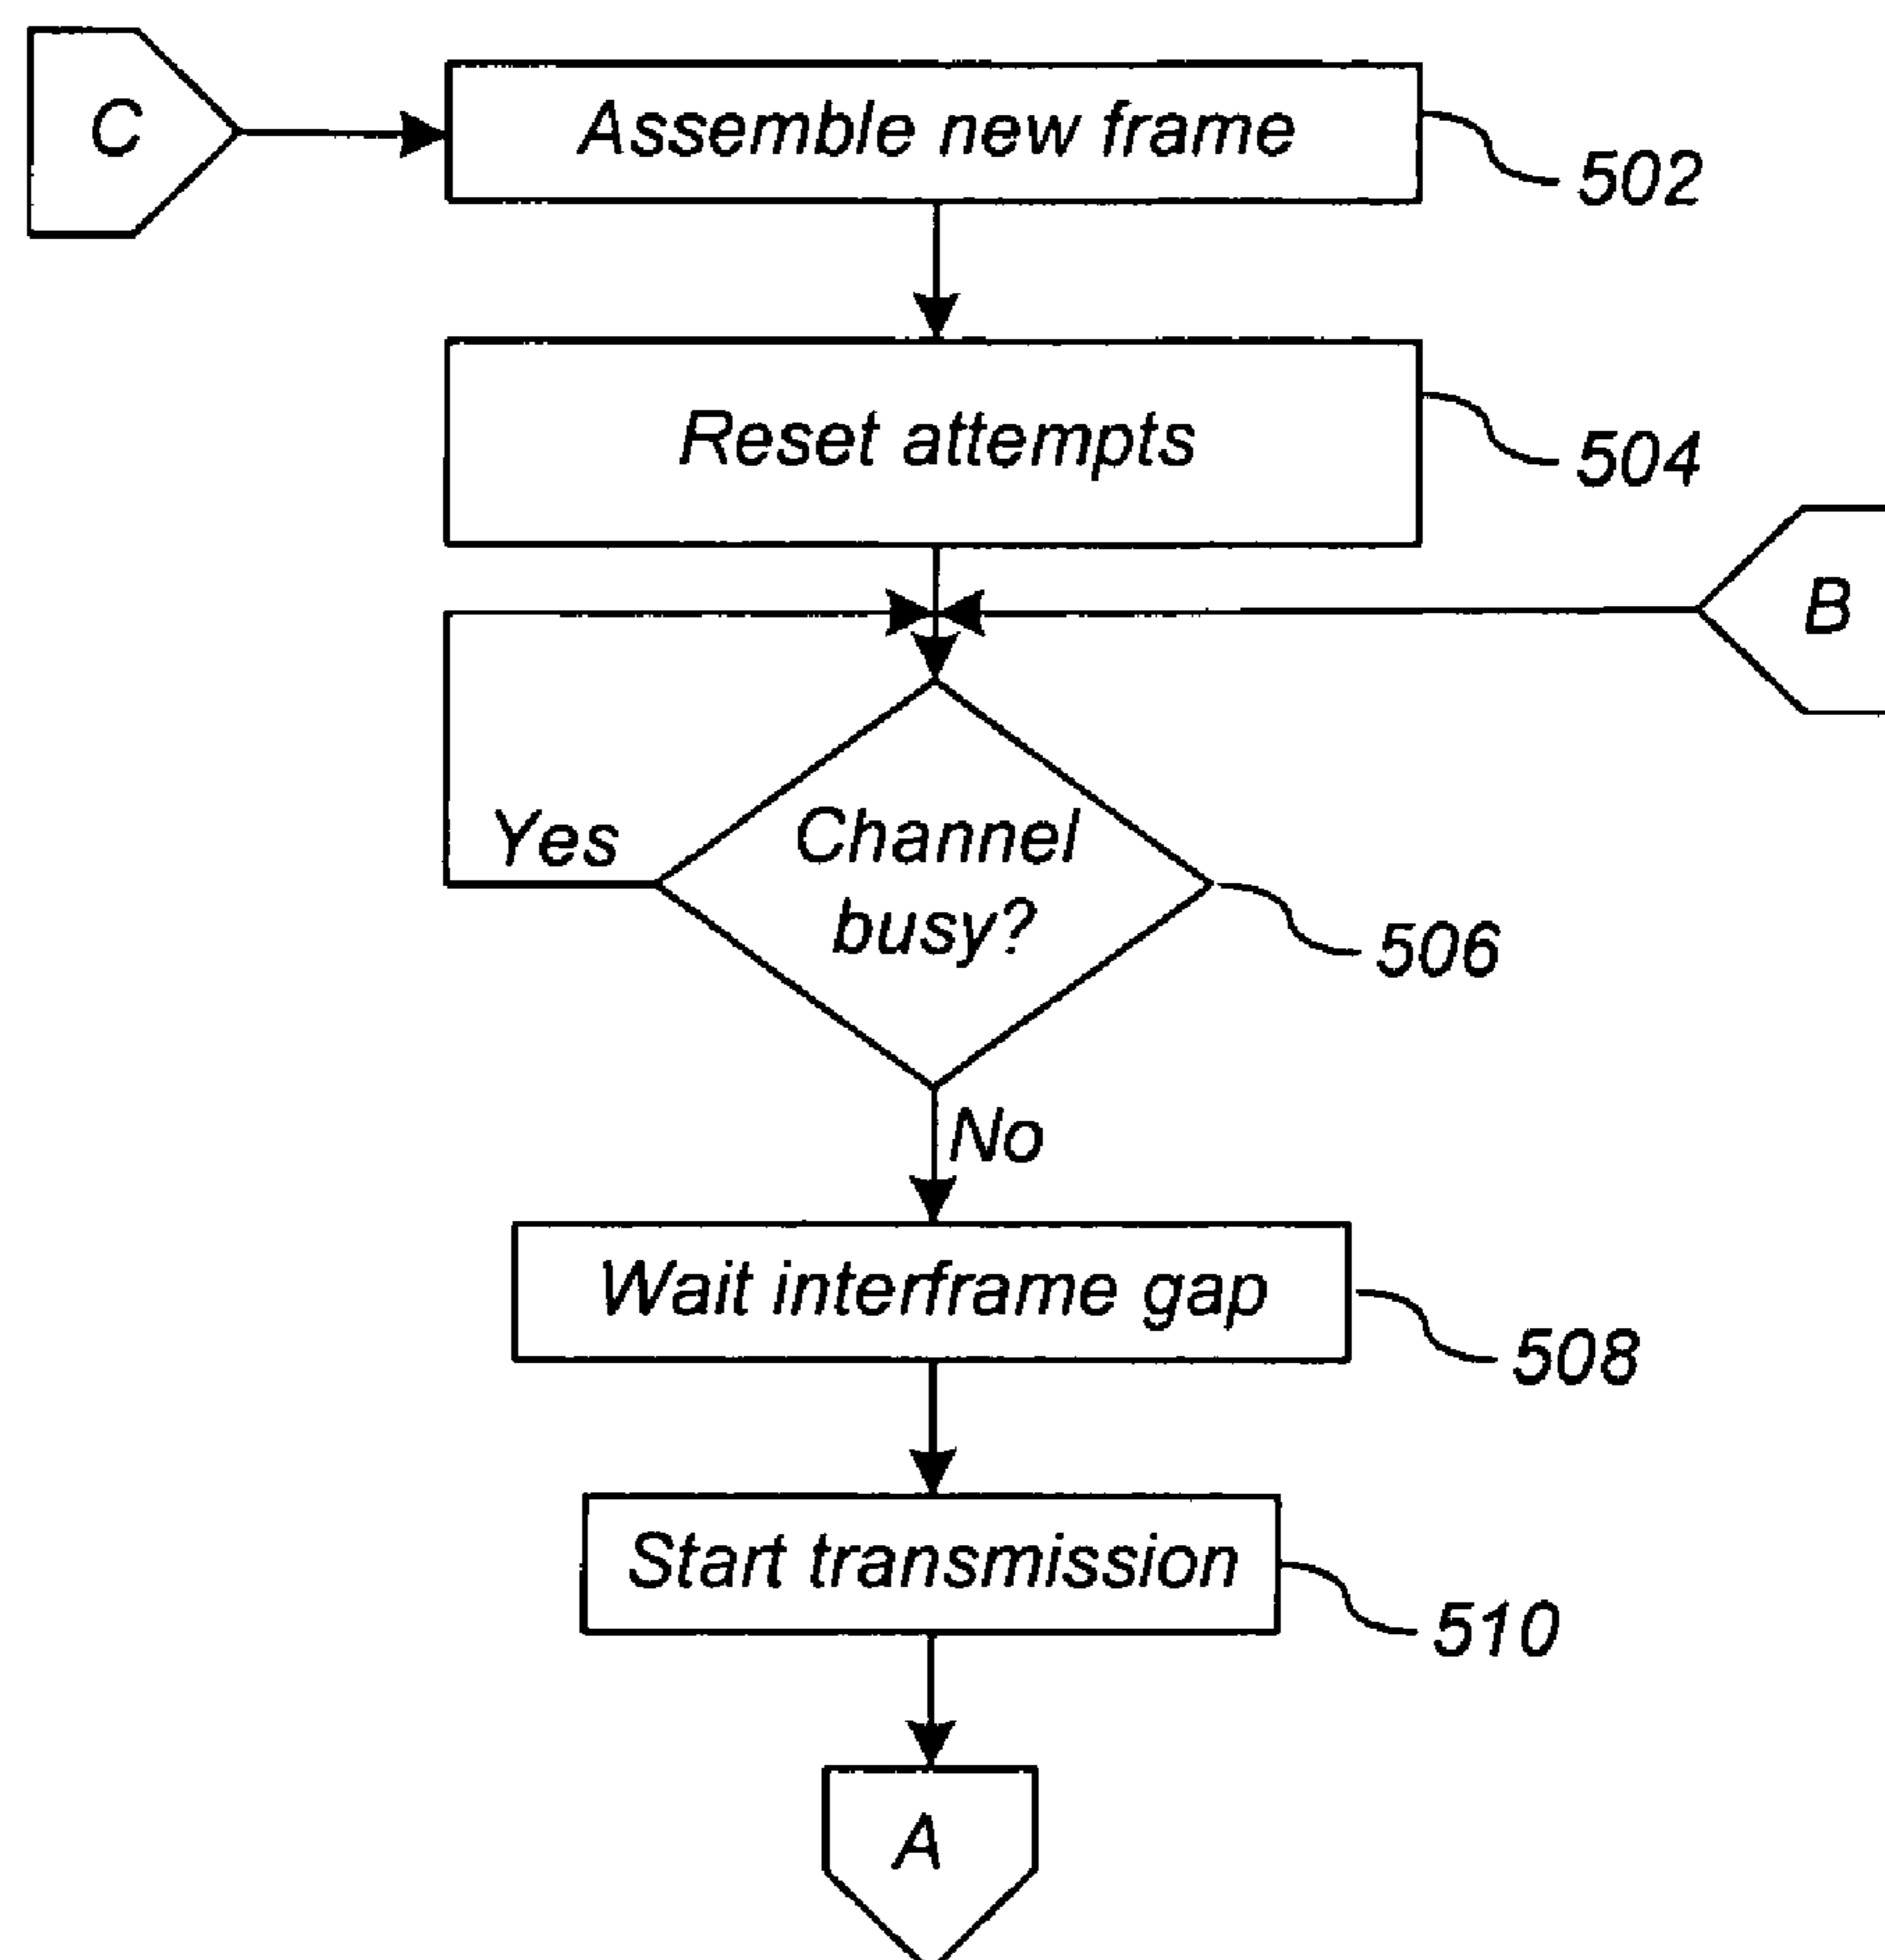 C
Assemble new frame
502
Reset attempts
504
B
Yes
Channel
busy?
506
No
Wait interframe gap
508
Start transmission
510
A